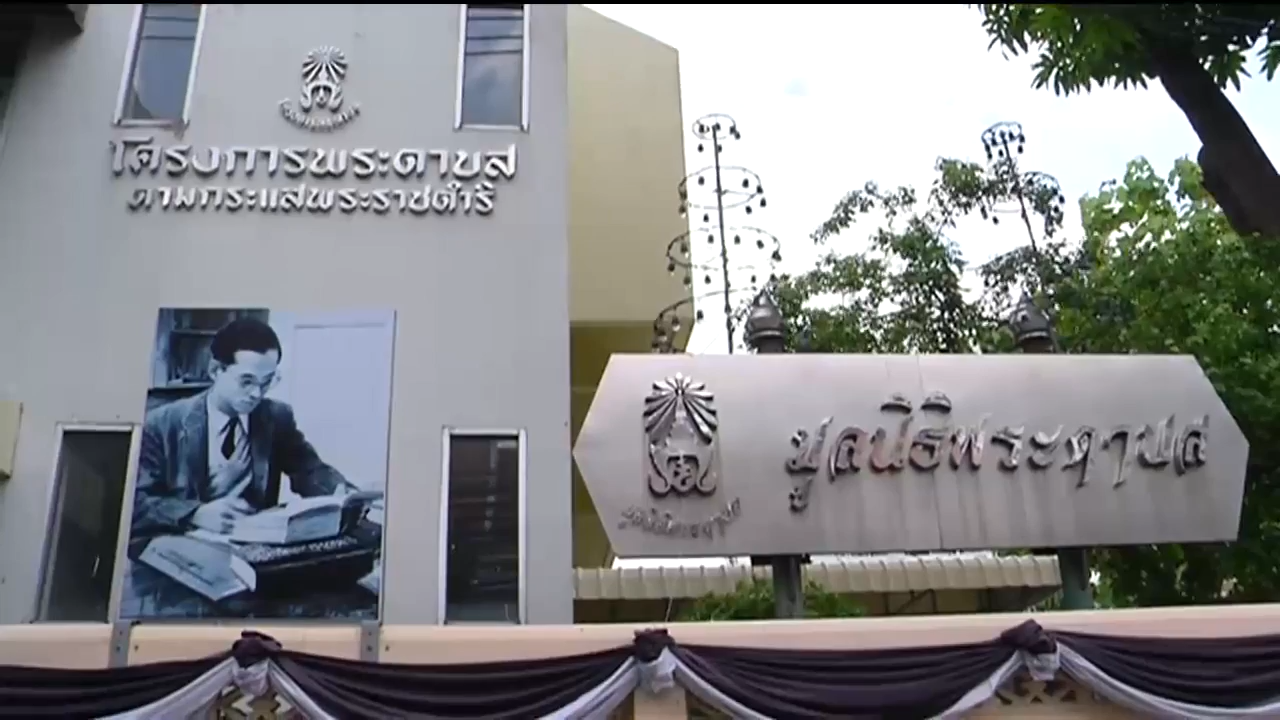 โครงการพระดาบส
ตามกระแสพระราชดำริ
มูลนิธิพระดาบส